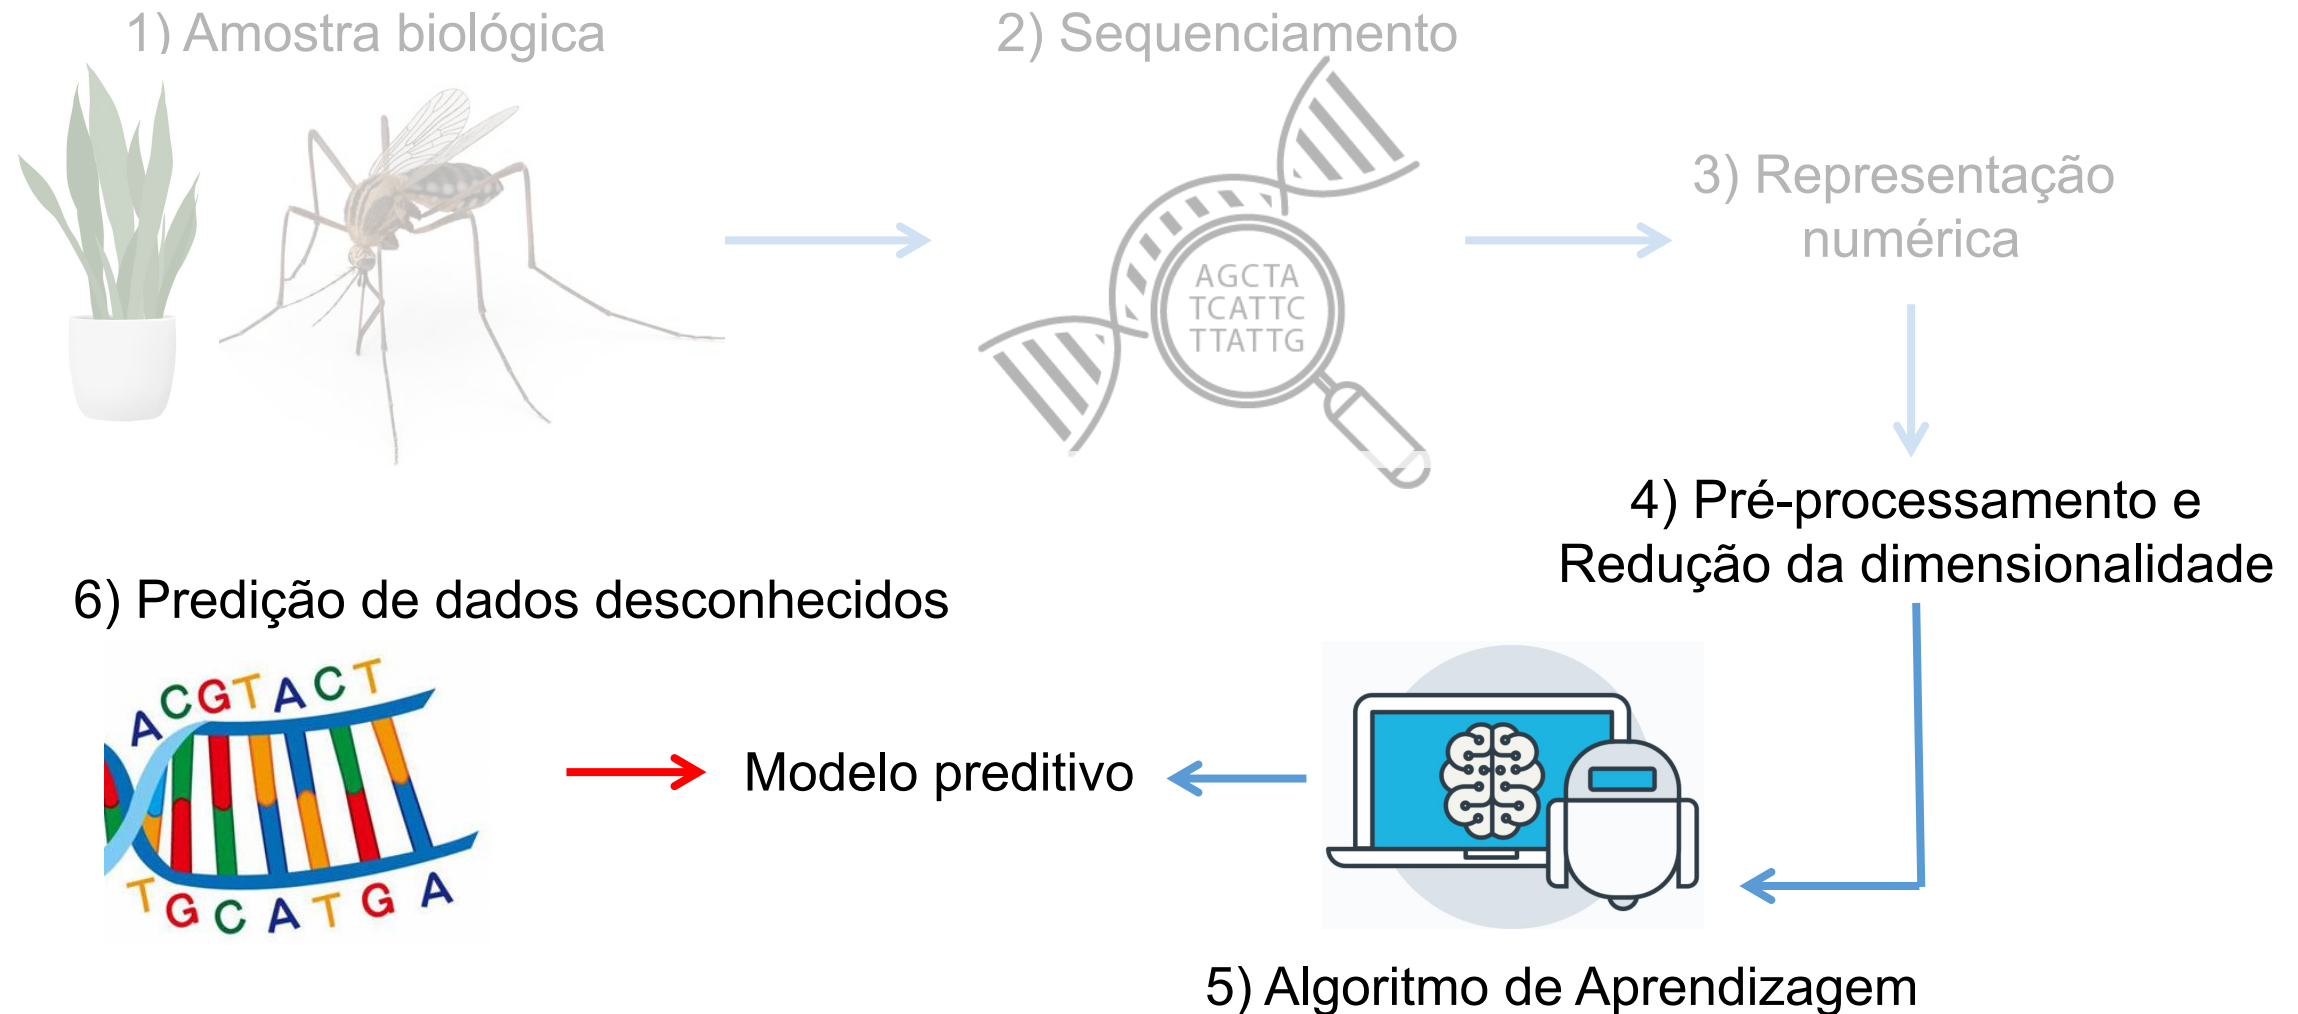 1) Amostra biológica
2) Sequenciamento
AGCTA
TCATTC
TTATTG
3) Representação
numérica
4) Pré-processamento e
Redução da dimensionalidade
6) Predição de dados desconhecidos
ACGTACT
TGCATGA
Modelo preditivo
5) Algoritmo de Aprendizagem